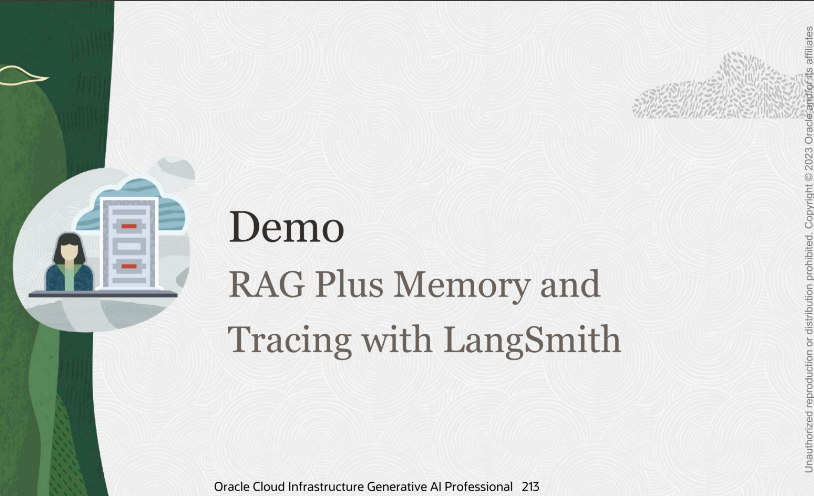 Demo
RAG Plus Memory and
Tracing with LangSmith
Oracle Cloud Infrastructure Generative AI Professional 213
Unauthorized reproduction or distribution prohibited. Copyright © 2023 Oracle and/or its affiliates